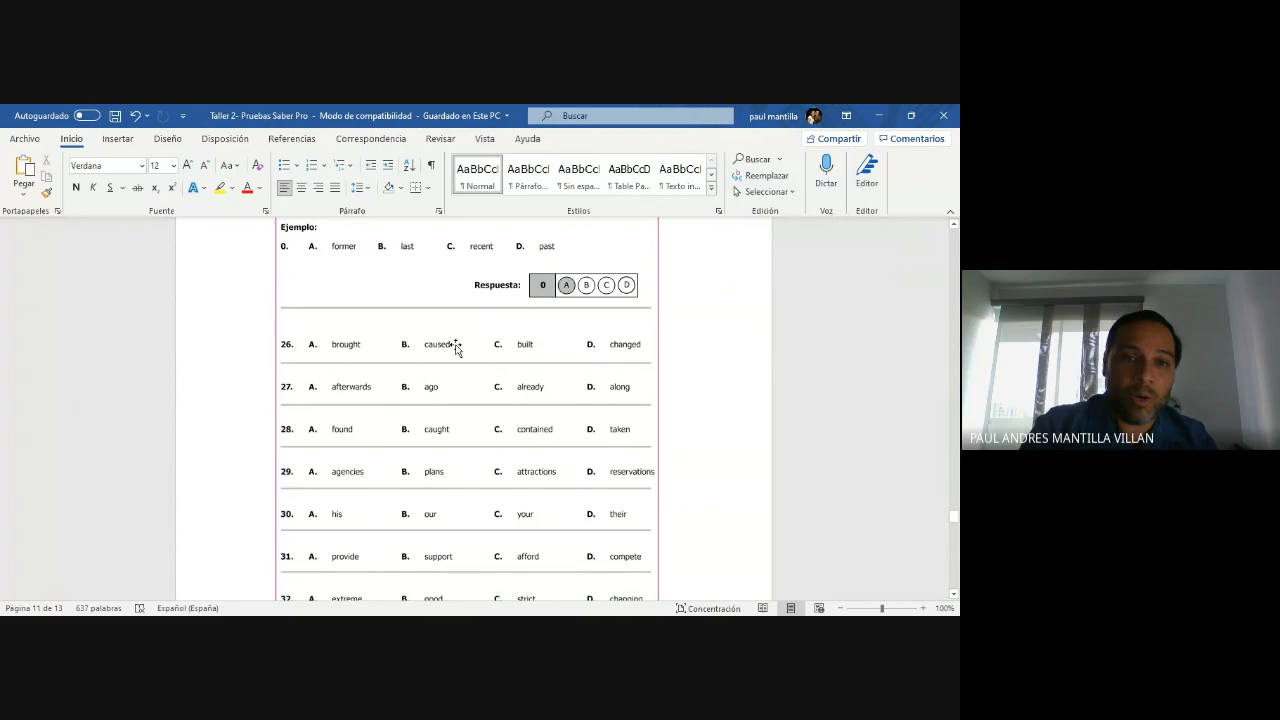 Autoguardado Taller 2- Pruebas Saber Pro - Modo de compatibilidad - Guardado en Este PC Buscar paul mantilla
Archivo Inicio Insertar Diseño Disposición Referencias Correspondencia Revisar Vista Ayuda Compartir Comentarios
Pegar Verdana 12 Aa AaBbCcI AaBbCcI AaBbCcI AaBbCcD AaBbCcI Buscar Dictar Editor
N K S ab x₂ x² A A ¶ Normal ¶ Párrafo... ¶ Sin espa... ¶ Table Pa... ¶ Texto in... Reemplazar
Seleccionar
Portapapeles Fuente Párrafo Estilos Edición Voz Editor
Ejemplo:
0. A. former B. last C. recent D. past
Respuesta: 0 A B C D
26. A. brought B. caused C. built D. changed
27. A. afterwards B. ago C. already D. along
28. A. found B. caught C. contained D. taken
29. A. agencies B. plans C. attractions D. reservations
30. A. his B. our C. your D. their
31. A. provide B. support C. afford D. compete
32. A. extreme B. good C. strict D. changing
Página 11 de 13 637 palabras Español (España) Concentración 100%
PAUL ANDRES MANTILLA VILLAN